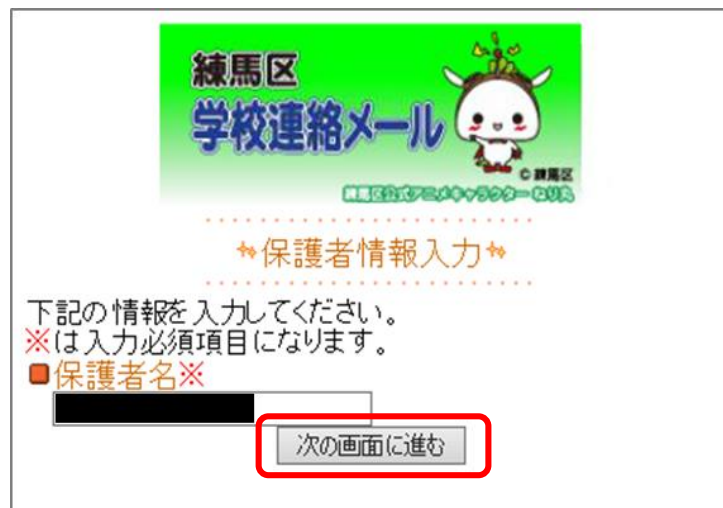 練馬区
学校連絡メール
© 練馬区
練馬区公式アニメキャラクター ねり丸
保護者情報入力
下記の情報を入力してください。
※は入力必須項目になります。
■保護者名※
次の画面に進む